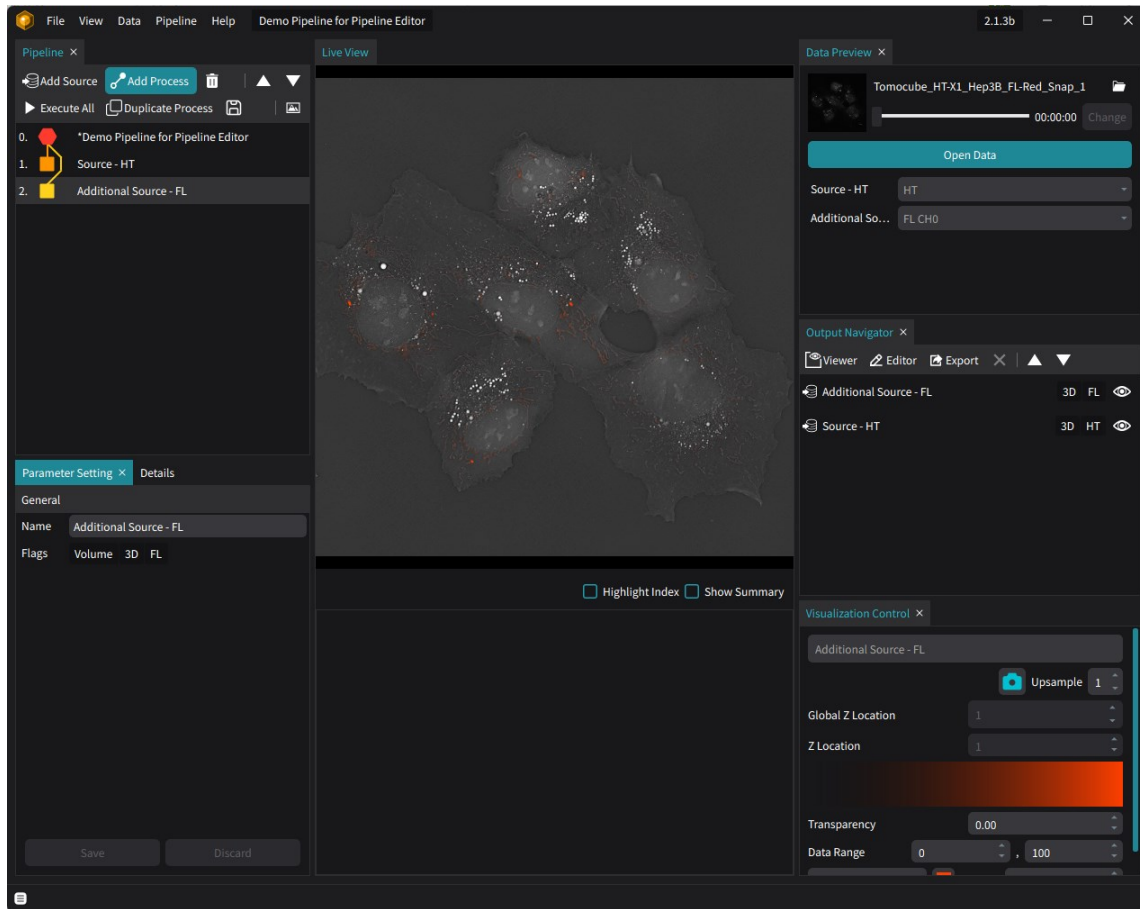 File View Data Pipeline Help Demo Pipeline for Pipeline Editor 2.1.3b
Pipeline
Add Source Add Process
Execute All Duplicate Process
0. *Demo Pipeline for Pipeline Editor
1. Source - HT
2. Additional Source - FL
Parameter Setting Details
General
Name Additional Source - FL
Flags Volume 3D FL
Save Discard
Live View
Highlight Index Show Summary
Data Preview
Tomocube_HT-X1_Hep3B_FL-Red_Snap_1
00:00:00 Change
Open Data
Source - HT HT
Additional So... FL CH0
Output Navigator
Viewer Editor Export
Additional Source - FL 3D FL
Source - HT 3D HT
Visualization Control
Additional Source - FL
Upsample 1
Global Z Location 1
Z Location 1
Transparency 0.00
Data Range 0 , 100